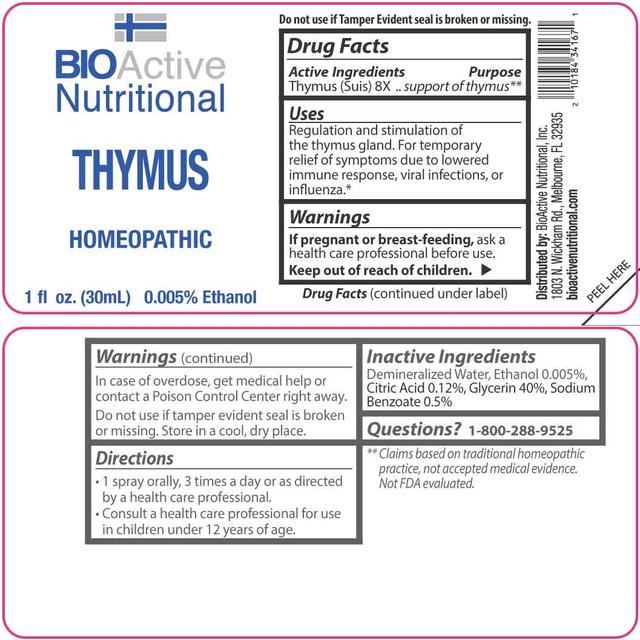 BIOActive
Nutritional
THYMUS
HOMEOPATHIC
1 fl oz. (30mL) 0.005% Ethanol
Do not use if Tamper Evident seal is broken or missing.
Drug Facts
Active Ingredients Purpose
Thymus (Suis) 8X .. support of thymus**
Uses
Regulation and stimulation of
the thymus gland. For temporary
relief of symptoms due to lowered
immune response, viral infections, or
influenza.*
Warnings
If pregnant or breast-feeding, ask a
health care professional before use.
Keep out of reach of children. ▶
Drug Facts (continued under label)
2 10184 34167 1
Distributed by: BioActive Nutritional, Inc.
1803 N. Wickham Rd., Melbourne, FL 32935
bioactivenutritional.com
PEEL HERE
Warnings (continued)
In case of overdose, get medical help or
contact a Poison Control Center right away.
Do not use if tamper evident seal is broken
or missing. Store in a cool, dry place.
Directions
• 1 spray orally, 3 times a day or as directed
by a health care professional.
• Consult a health care professional for use
in children under 12 years of age.
Inactive Ingredients
Demineralized Water, Ethanol 0.005%,
Citric Acid 0.12%, Glycerin 40%, Sodium
Benzoate 0.5%
Questions? 1-800-288-9525
** Claims based on traditional homeopathic
practice, not accepted medical evidence.
Not FDA evaluated.